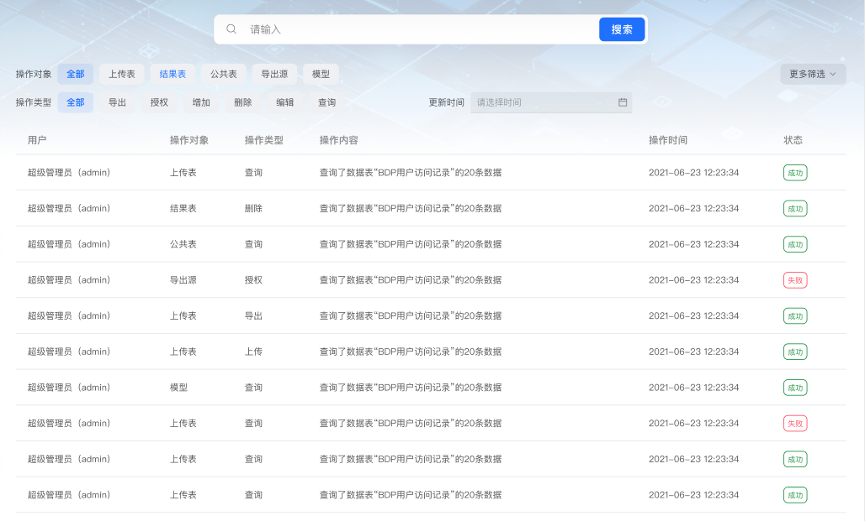 请输入 搜索
操作对象 全部 上传表 结果表 公共表 导出源 模型 更多筛选
操作类型 全部 导出 授权 增加 删除 编辑 查询 更新时间 请选择时间
用户 操作对象 操作类型 操作内容 操作时间 状态
超级管理员（admin） 上传表 查询 查询了数据表“BDP用户访问记录”的20条数据 2021-06-23 12:23:34 成功
超级管理员（admin） 结果表 删除 查询了数据表“BDP用户访问记录”的20条数据 2021-06-23 12:23:34 成功
超级管理员（admin） 公共表 查询 查询了数据表“BDP用户访问记录”的20条数据 2021-06-23 12:23:34 成功
超级管理员（admin） 导出源 授权 查询了数据表“BDP用户访问记录”的20条数据 2021-06-23 12:23:34 失败
超级管理员（admin） 上传表 导出 查询了数据表“BDP用户访问记录”的20条数据 2021-06-23 12:23:34 成功
超级管理员（admin） 上传表 上传 查询了数据表“BDP用户访问记录”的20条数据 2021-06-23 12:23:34 成功
超级管理员（admin） 模型 查询 查询了数据表“BDP用户访问记录”的20条数据 2021-06-23 12:23:34 成功
超级管理员（admin） 上传表 查询 查询了数据表“BDP用户访问记录”的20条数据 2021-06-23 12:23:34 失败
超级管理员（admin） 上传表 查询 查询了数据表“BDP用户访问记录”的20条数据 2021-06-23 12:23:34 成功
超级管理员（admin） 上传表 查询 查询了数据表“BDP用户访问记录”的20条数据 2021-06-23 12:23:34 成功